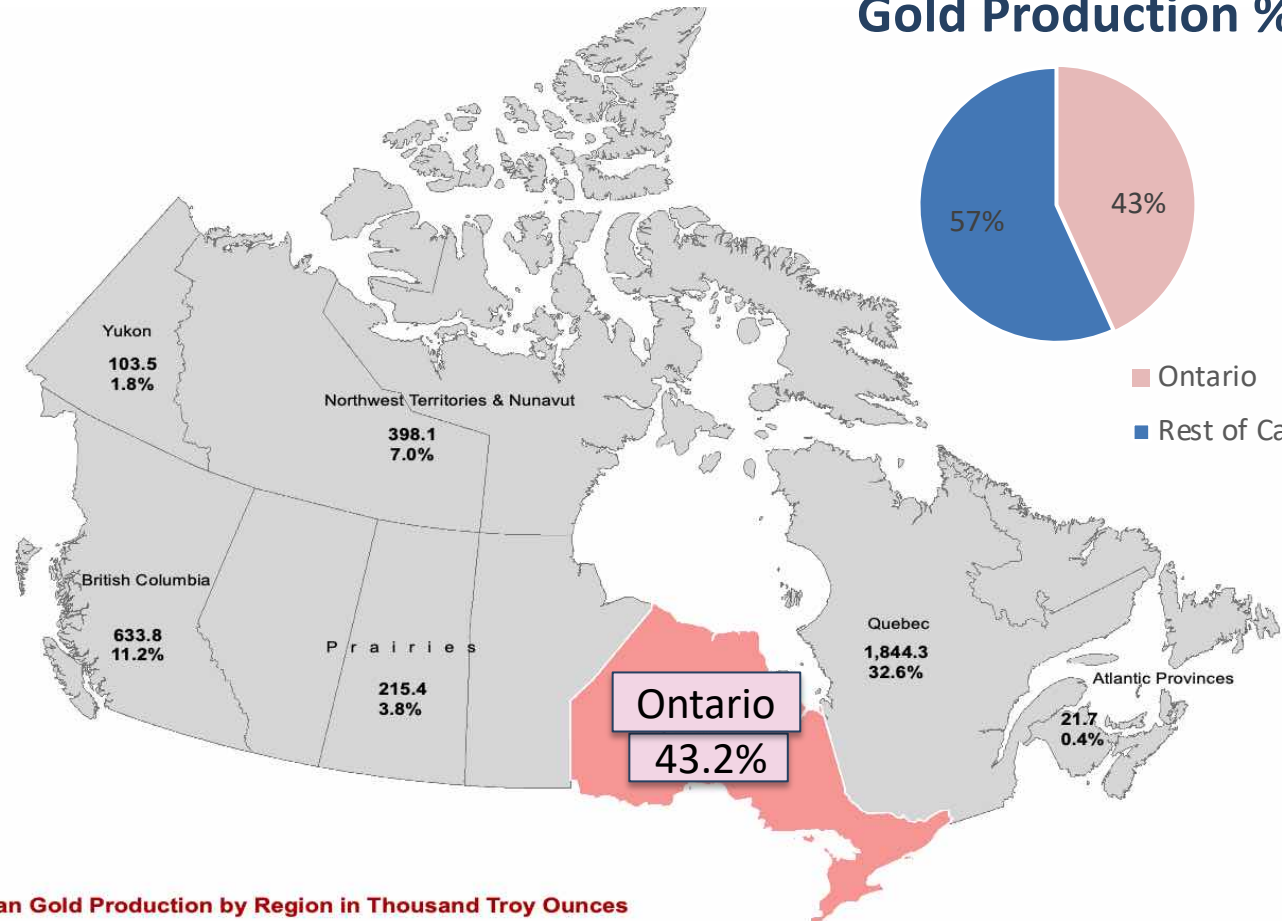 Gold Production %
57%
43%
Ontario
Rest of Ca
Yukon
103.5
1.8%
Northwest Territories & Nunavut
398.1
7.0%
British Columbia
633.8
11.2%
Prairies
215.4
3.8%
Ontario
43.2%
Quebec
1,844.3
32.6%
Atlantic Provinces
21.7
0.4%
an Gold Production by Region in Thousand Troy Ounces